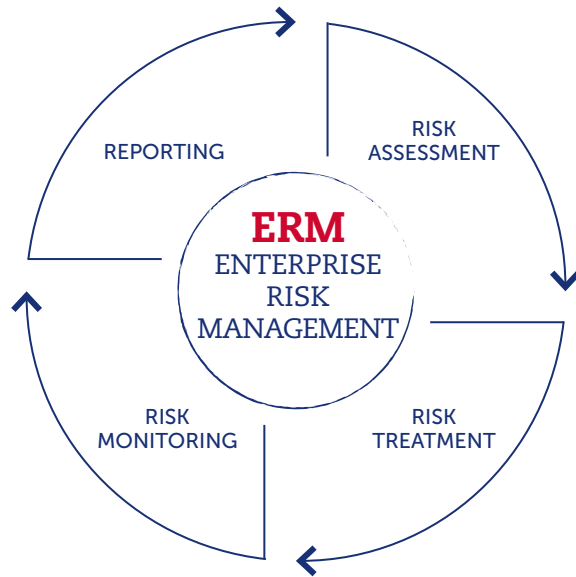 REPORTING
RISK
ASSESSMENT
ERM
ENTERPRISE
RISK
MANAGEMENT
RISK
MONITORING
RISK
TREATMENT